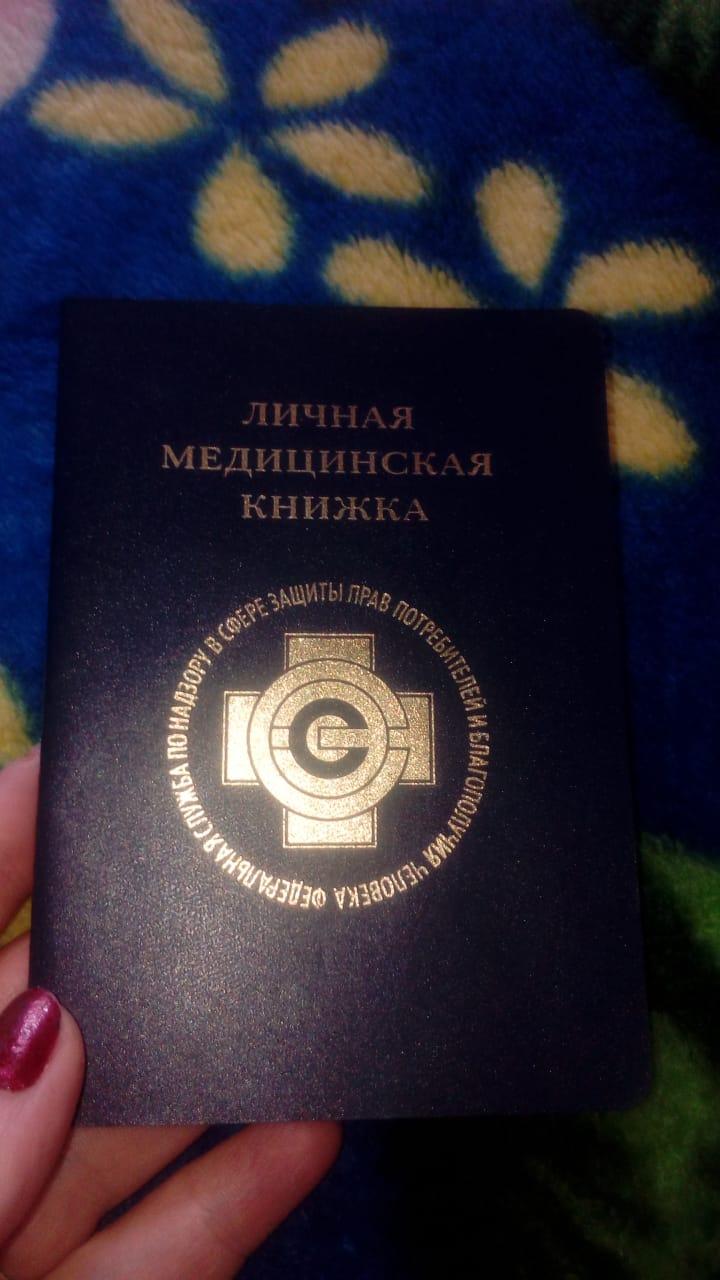 ЛИЧНАЯ
МЕДИЦИНСКАЯ
КНИЖКА
ФЕДЕРАЛЬНАЯ СЛУЖБА ПО НАДЗОРУ В СФЕРЕ ЗАЩИТЫ ПРАВ ПОТРЕБИТЕЛЕЙ И БЛАГОПОЛУЧИЯ ЧЕЛОВЕКА